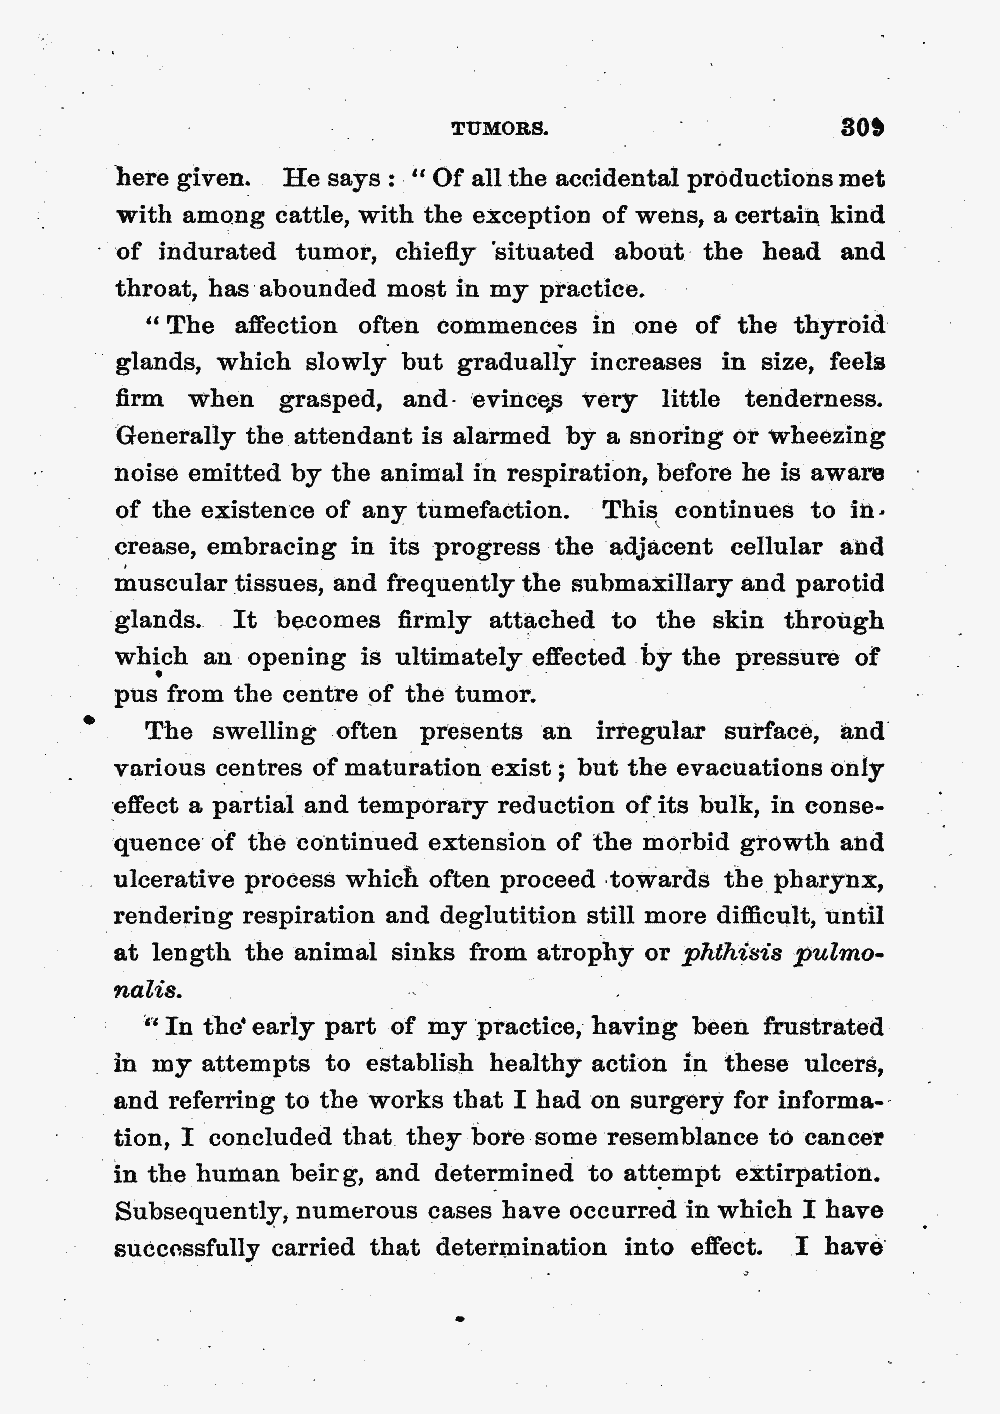 TUMORS. 309
here given. He says : " Of all the accidental productions met
with among cattle, with the exception of wens, a certain kind
of indurated tumor, chiefly situated about the head and
throat, has abounded most in my practice.
" The affection often commences in one of the thyroid
glands, which slowly but gradually increases in size, feels
firm when grasped, and evinces very little tenderness.
Generally the attendant is alarmed by a snoring or wheezing
noise emitted by the animal in respiration, before he is aware
of the existence of any tumefaction. This continues to in-
crease, embracing in its progress the adjacent cellular and
muscular tissues, and frequently the submaxillary and parotid
glands. It becomes firmly attached to the skin through
which an opening is ultimately effected by the pressure of
pus from the centre of the tumor.
The swelling often presents an irregular surface, and
various centres of maturation exist ; but the evacuations only
effect a partial and temporary reduction of its bulk, in conse-
quence of the continued extension of the morbid growth and
ulcerative process which often proceed towards the pharynx,
rendering respiration and deglutition still more difficult, until
at length the animal sinks from atrophy or phthisis pulmo-
nalis.
" In the early part of my practice, having been frustrated
in my attempts to establish healthy action in these ulcers,
and referring to the works that I had on surgery for informa-
tion, I concluded that they bore some resemblance to cancer
in the human being, and determined to attempt extirpation.
Subsequently, numerous cases have occurred in which I have
successfully carried that determination into effect. I have